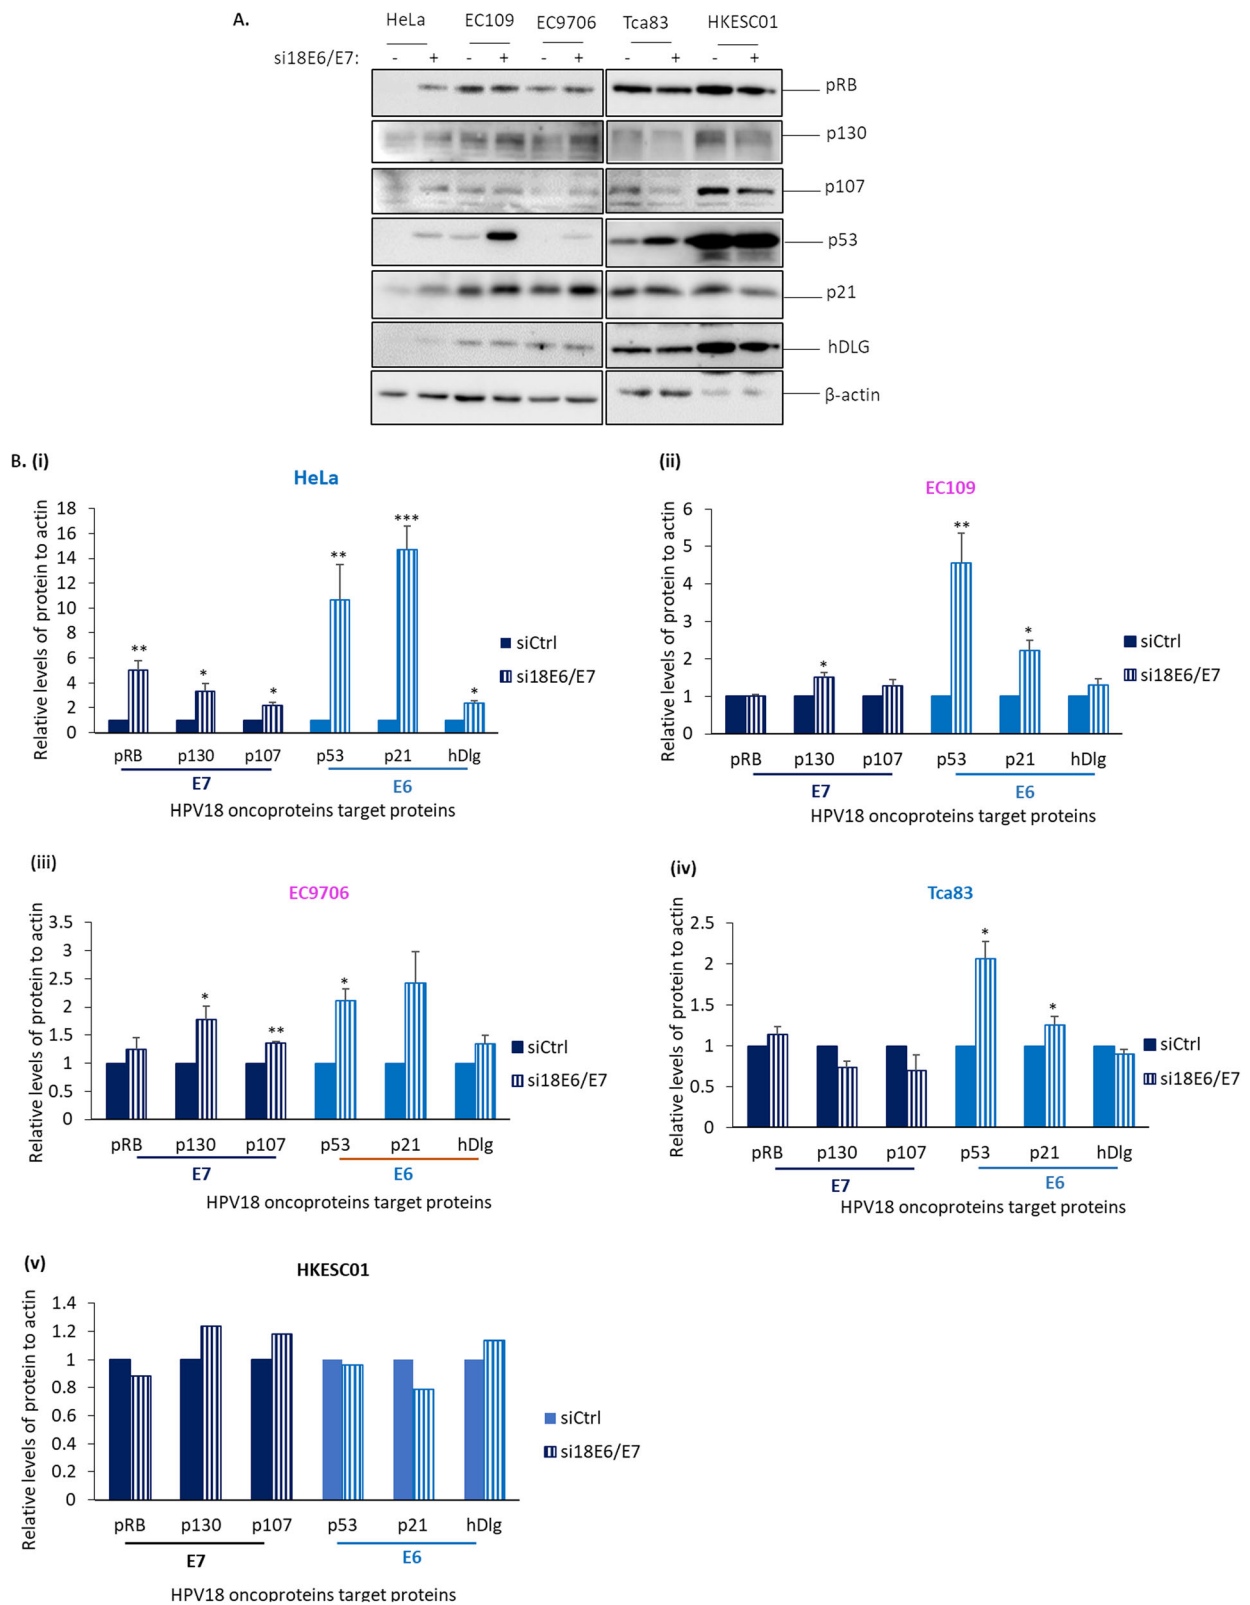 A.
HeLa EC109 EC9706 Tca83 HKESC01
si18E6/E7: - + - + - + - + - +
pRB
p130
p107
p53
p21
hDLG
β-actin
B. (i)
HeLa
Relative levels of protein to actin
18
16
14
12
10
8
6
4
2
0
** * * ** *** *
pRB p130 p107 p53 p21 hDlg
E7 E6
HPV18 oncoproteins target proteins
siCtrl
si18E6/E7
(ii)
EC109
Relative levels of protein to actin
6
5
4
3
2
1
0
* ** *
pRB p130 p107 p53 p21 hDlg
E7 E6
HPV18 oncoproteins target proteins
siCtrl
si18E6/E7
(iii)
EC9706
Relative levels of protein to actin
3.5
3
2.5
2
1.5
1
0.5
0
* ** *
pRB p130 p107 p53 p21 hDlg
E7 E6
HPV18 oncoproteins target proteins
siCtrl
si18E6/E7
(iv)
Tca83
Relative levels of protein to actin
2.5
2
1.5
1
0.5
0
* *
pRB p130 p107 p53 p21 hDlg
E7 E6
HPV18 oncoproteins target proteins
siCtrl
si18E6/E7
(v)
HKESC01
Relative levels of protein to actin
1.4
1.2
1
0.8
0.6
0.4
0.2
0
pRB p130 p107 p53 p21 hDlg
E7 E6
HPV18 oncoproteins target proteins
siCtrl
si18E6/E7